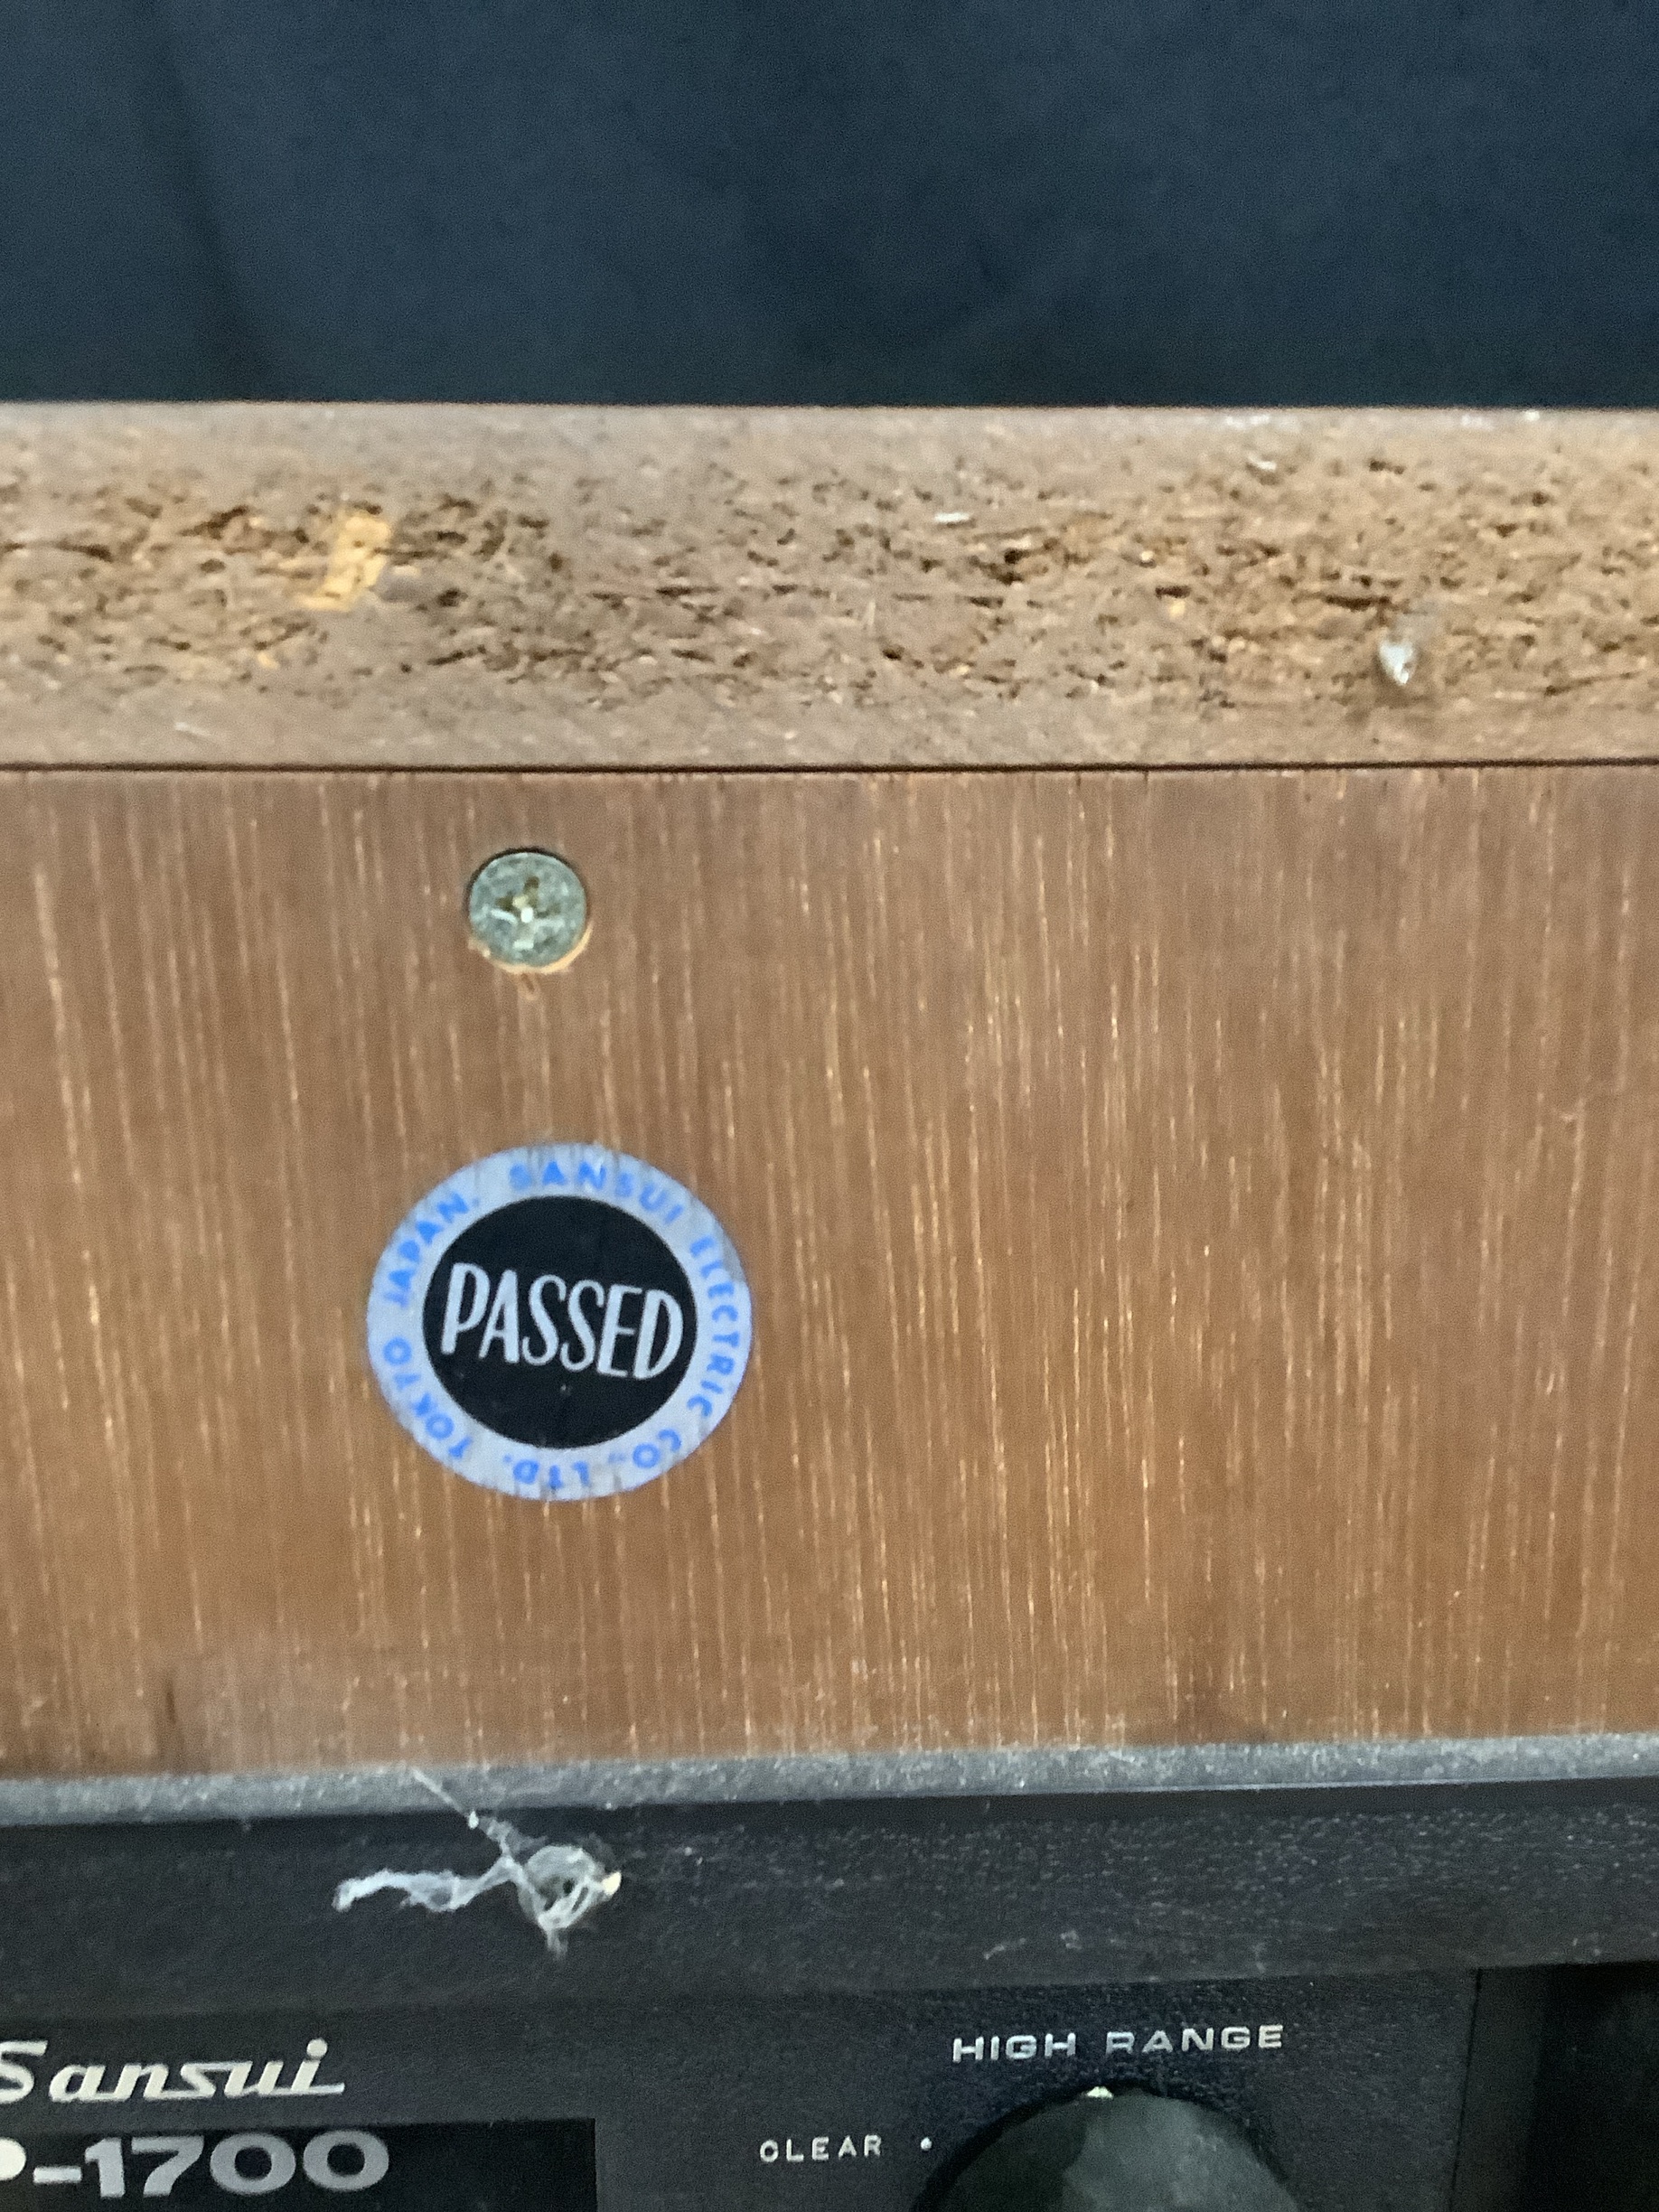 SANSUI ELECTRIC CO., LTD. TOKYO JAPAN.
PASSED
Sansui
P-1700
HIGH RANGE
CLEAR